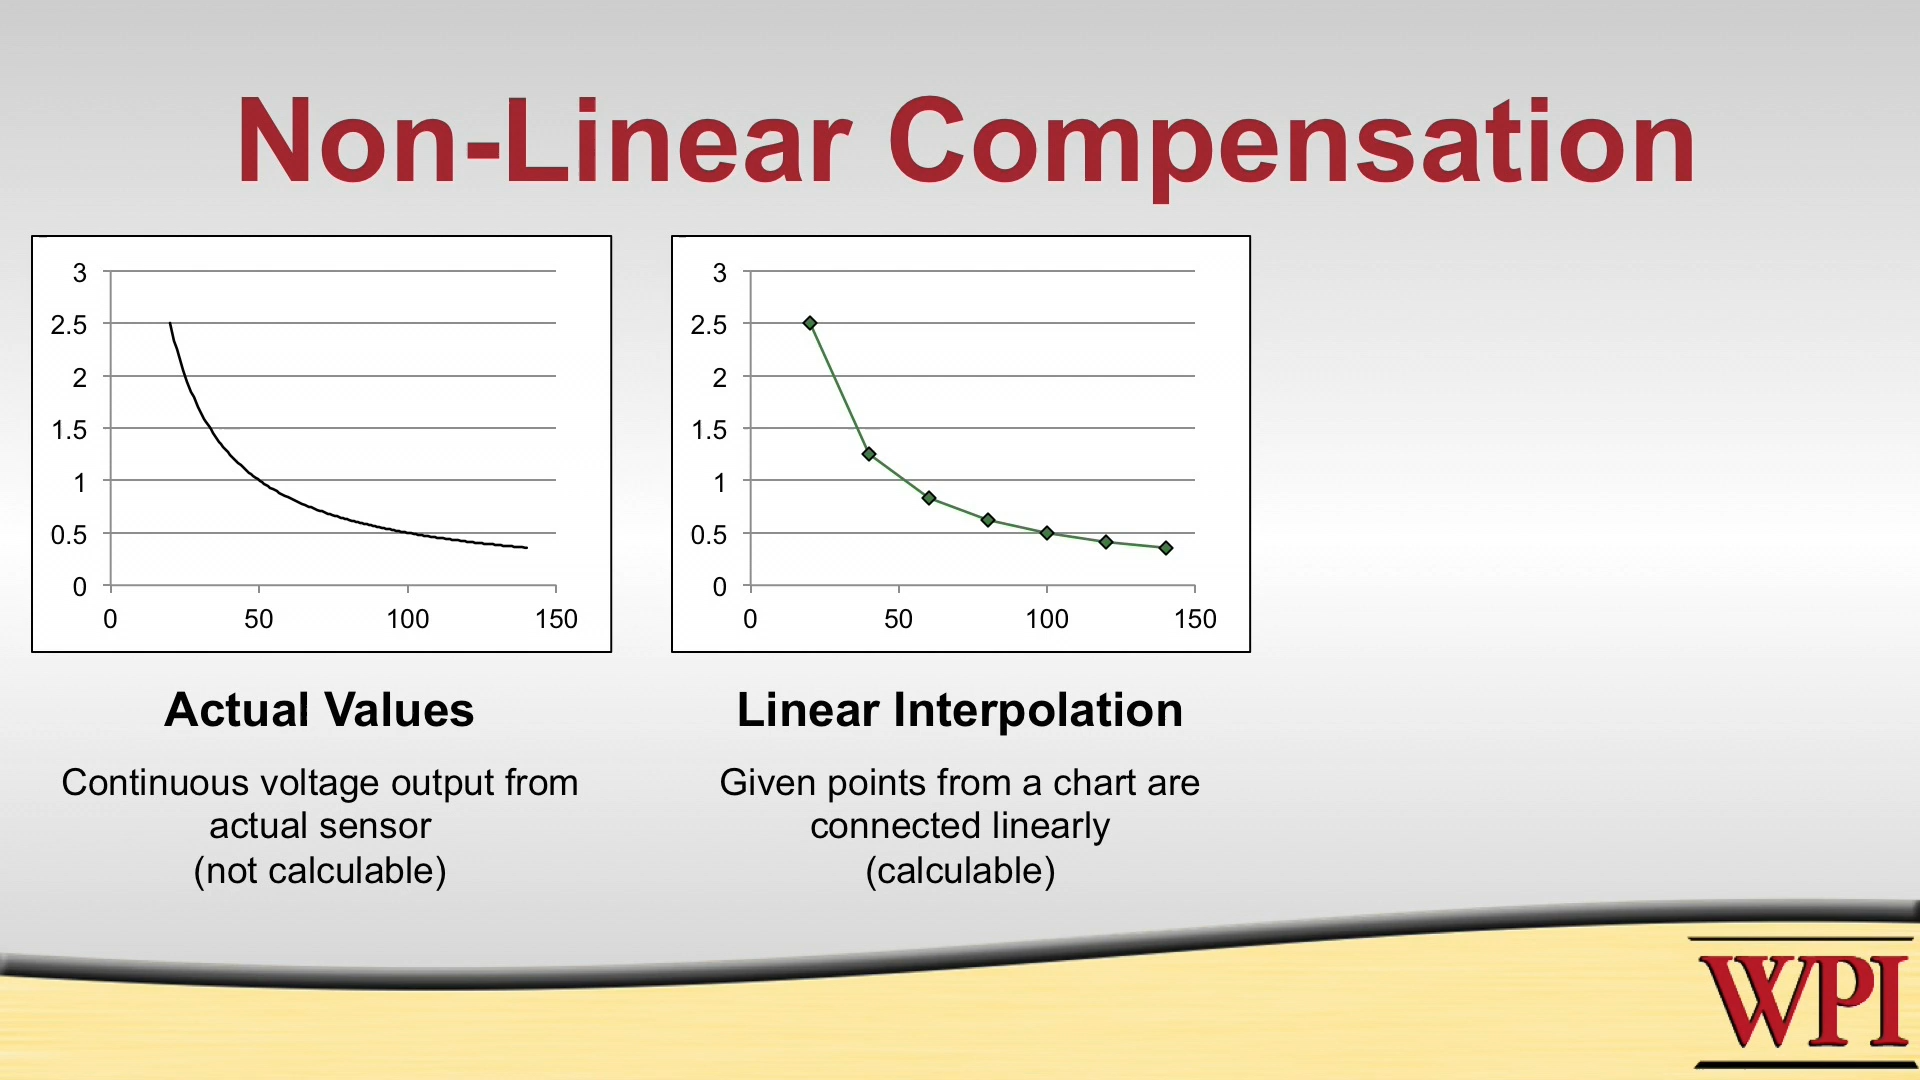 Non-Linear Compensation
3
2.5
2
1.5
1
0.5
0
0 50 100 150
Actual Values
Continuous voltage output from
actual sensor
(not calculable)
3
2.5
2
1.5
1
0.5
0
0 50 100 150
Linear Interpolation
Given points from a chart are
connected linearly
(calculable)
WPI